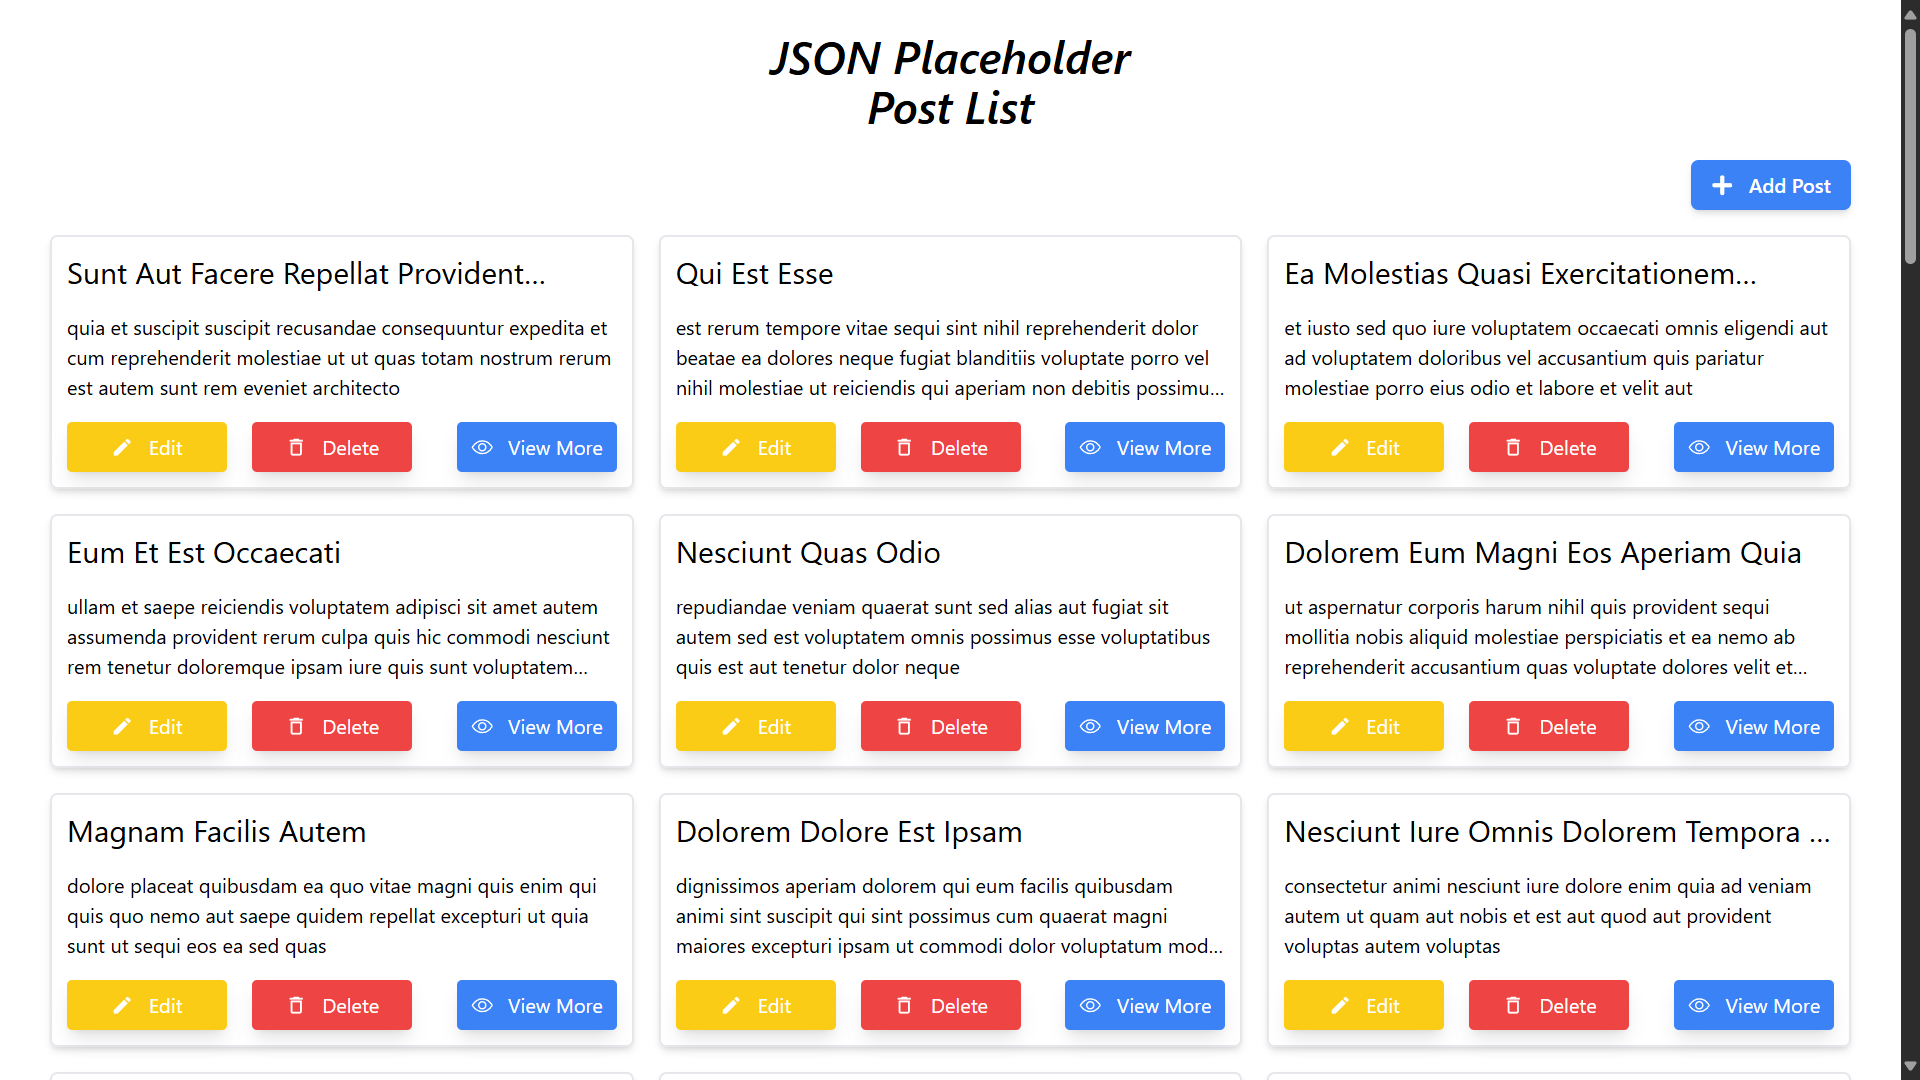 JSON Placeholder
Post List
Add Post
Sunt Aut Facere Repellat Provident...
quia et suscipit suscipit recusandae consequuntur expedita et
cum reprehenderit molestiae ut ut quas totam nostrum rerum
est autem sunt rem eveniet architecto
Edit
Delete
View More
Qui Est Esse
est rerum tempore vitae sequi sint nihil reprehenderit dolor
beatae ea dolores neque fugiat blanditiis voluptate porro vel
nihil molestiae ut reiciendis qui aperiam non debitis possimu...
Edit
Delete
View More
Ea Molestias Quasi Exercitationem...
et iusto sed quo iure voluptatem occaecati omnis eligendi aut
ad voluptatem doloribus vel accusantium quis pariatur
molestiae porro eius odio et labore et velit aut
Edit
Delete
View More
Eum Et Est Occaecati
ullam et saepe reiciendis voluptatem adipisci sit amet autem
assumenda provident rerum culpa quis hic commodi nesciunt
rem tenetur doloremque ipsam iure quis sunt voluptatem...
Edit
Delete
View More
Nesciunt Quas Odio
repudiandae veniam quaerat sunt sed alias aut fugiat sit
autem sed est voluptatem omnis possimus esse voluptatibus
quis est aut tenetur dolor neque
Edit
Delete
View More
Dolorem Eum Magni Eos Aperiam Quia
ut aspernatur corporis harum nihil quis provident sequi
mollitia nobis aliquid molestiae perspiciatis et ea nemo ab
reprehenderit accusantium quas voluptate dolores velit et...
Edit
Delete
View More
Magnam Facilis Autem
dolore placeat quibusdam ea quo vitae magni quis enim qui
quis quo nemo aut saepe quidem repellat excepturi ut quia
sunt ut sequi eos ea sed quas
Edit
Delete
View More
Dolorem Dolore Est Ipsam
dignissimos aperiam dolorem qui eum facilis quibusdam
animi sint suscipit qui sint possimus cum quaerat magni
maiores excepturi ipsam ut commodi dolor voluptatum mod...
Edit
Delete
View More
Nesciunt Iure Omnis Dolorem Tempora ...
consectetur animi nesciunt iure dolore enim quia ad veniam
autem ut quam aut nobis et est aut quod aut provident
voluptas autem voluptas
Edit
Delete
View More